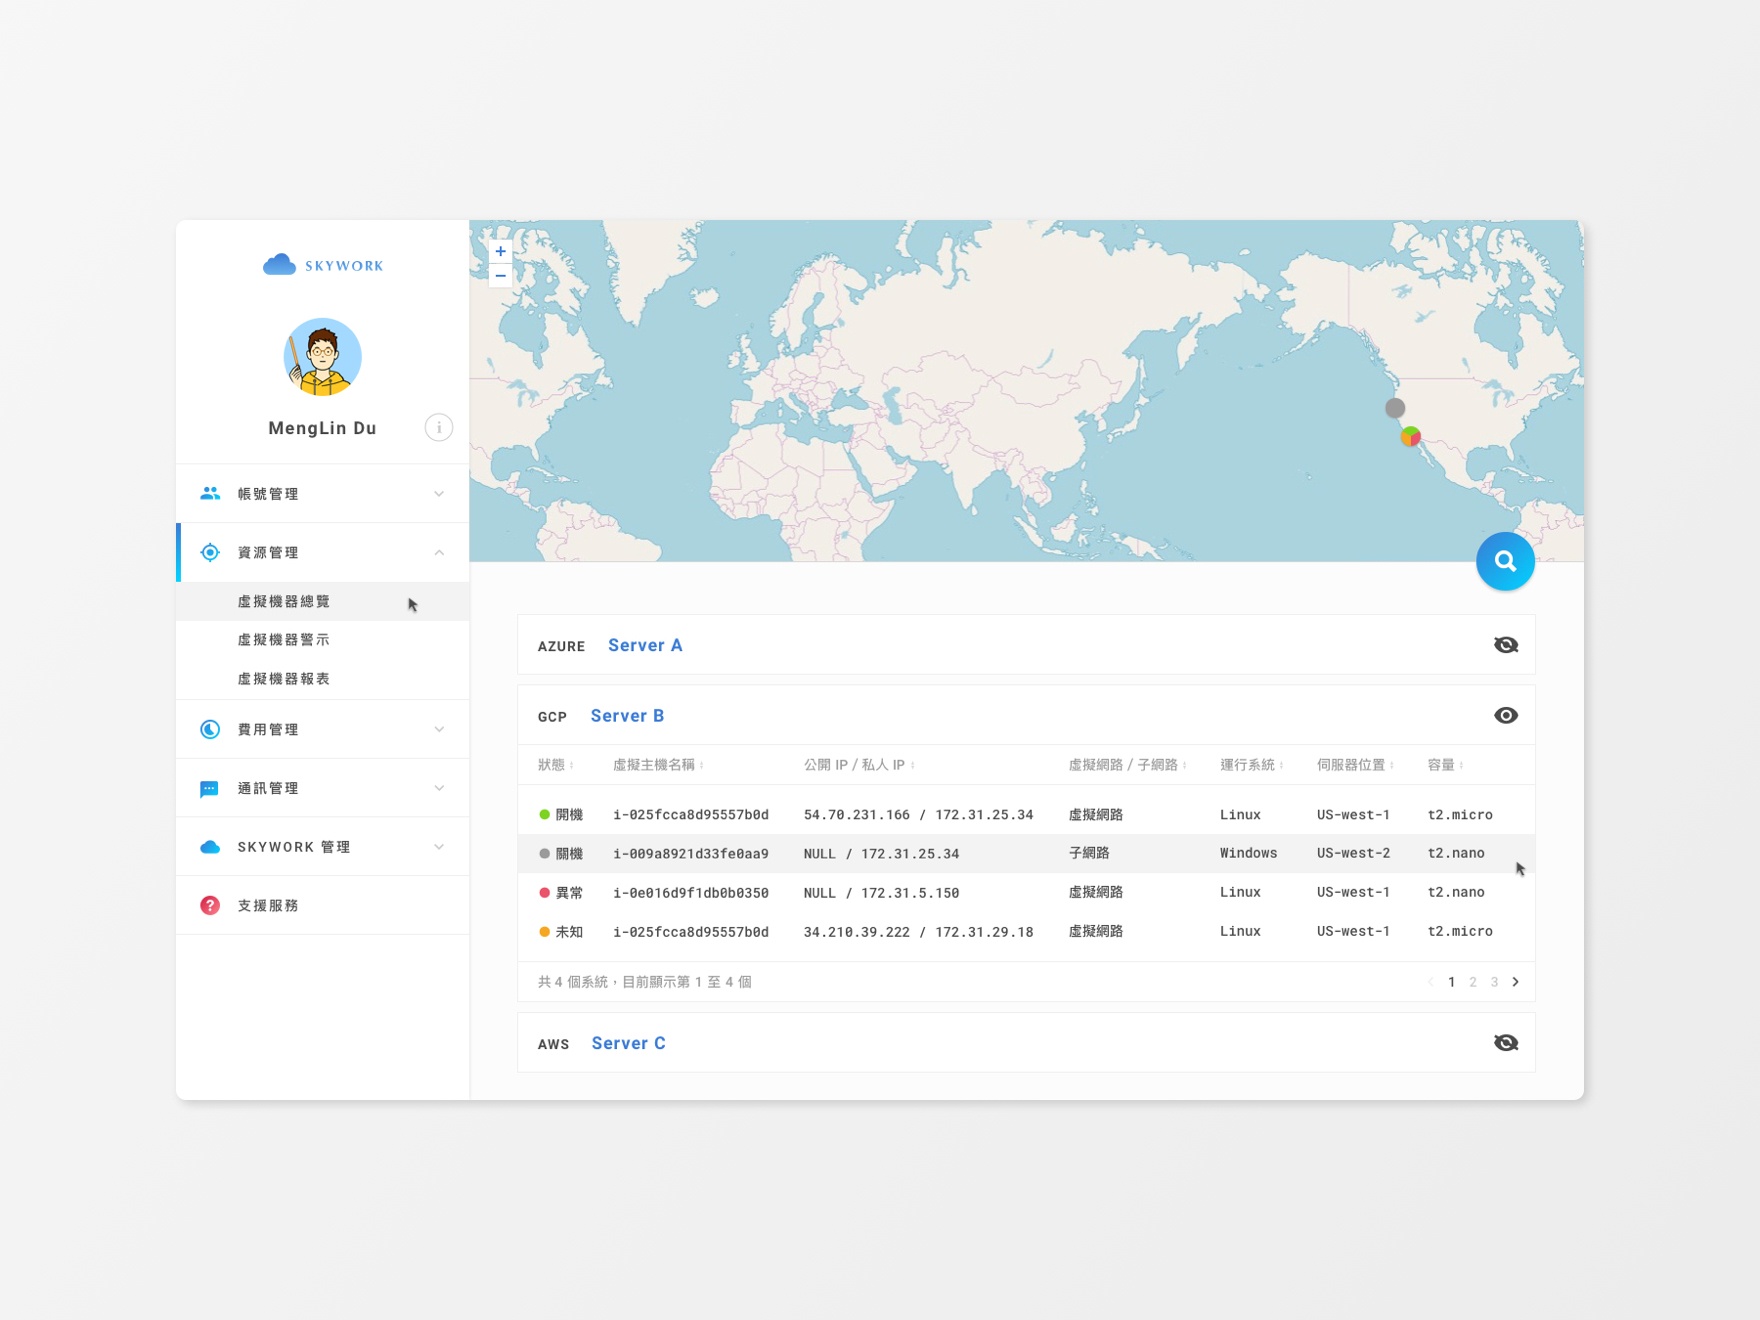 SKYWORK
MengLin Du
i
帳號管理
資源管理
虛擬機器總覽
虛擬機器警示
虛擬機器報表
費用管理
通訊管理
SKYWORK 管理
?
支援服務
+
−
AZURE Server A
GCP Server B
狀態 虛擬主機名稱 公開 IP / 私人 IP 虛擬網路 / 子網路 運行系統 伺服器位置 容量
開機 i-025fcca8d95557b0d 54.70.231.166 / 172.31.25.34 虛擬網路 Linux US-west-1 t2.micro
關機 i-009a8921d33fe0aa9 NULL / 172.31.25.34 子網路 Windows US-west-2 t2.nano
異常 i-0e016d9f1db0b0350 NULL / 172.31.5.150 虛擬網路 Linux US-west-1 t2.nano
未知 i-025fcca8d95557b0d 34.210.39.222 / 172.31.29.18 虛擬網路 Linux US-west-1 t2.micro
共 4 個系統，目前顯示第 1 至 4 個 1 2 3
AWS Server C